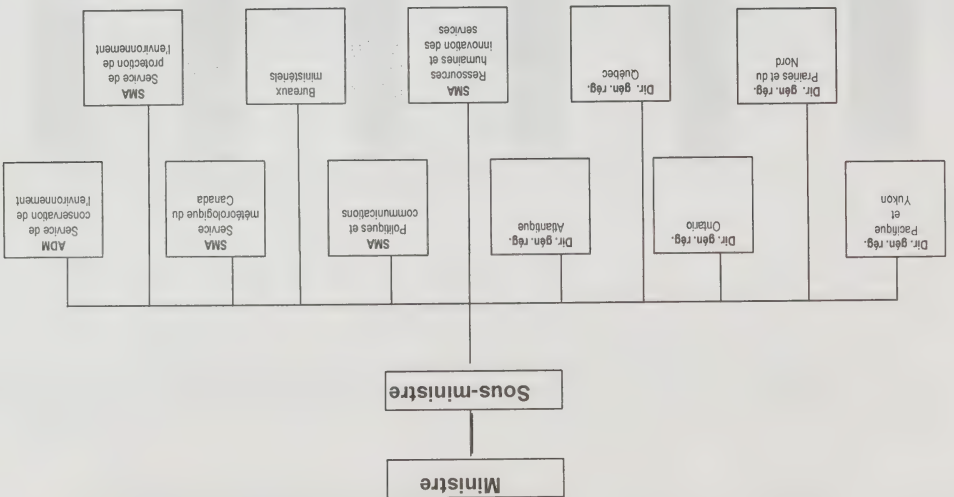 Ministre
Sous-ministre
Dir. gén. rég.
Pacifique
et
Yukon
Dir. gén. rég.
Ontario
Dir. gén. rég.
Atlantique
SMA
Politiques et
communications
SMA
Service
météorologique du
Canada
ADM
Service de
conservation de
l'environnement
Dir. gén. rég.
Prairies et du
Nord
Dir. gén. rég.
Québec
SMA
Ressources
humaines et
innovation des
services
Bureaux
ministériels
SMA
Service de
protection de
l'environnement